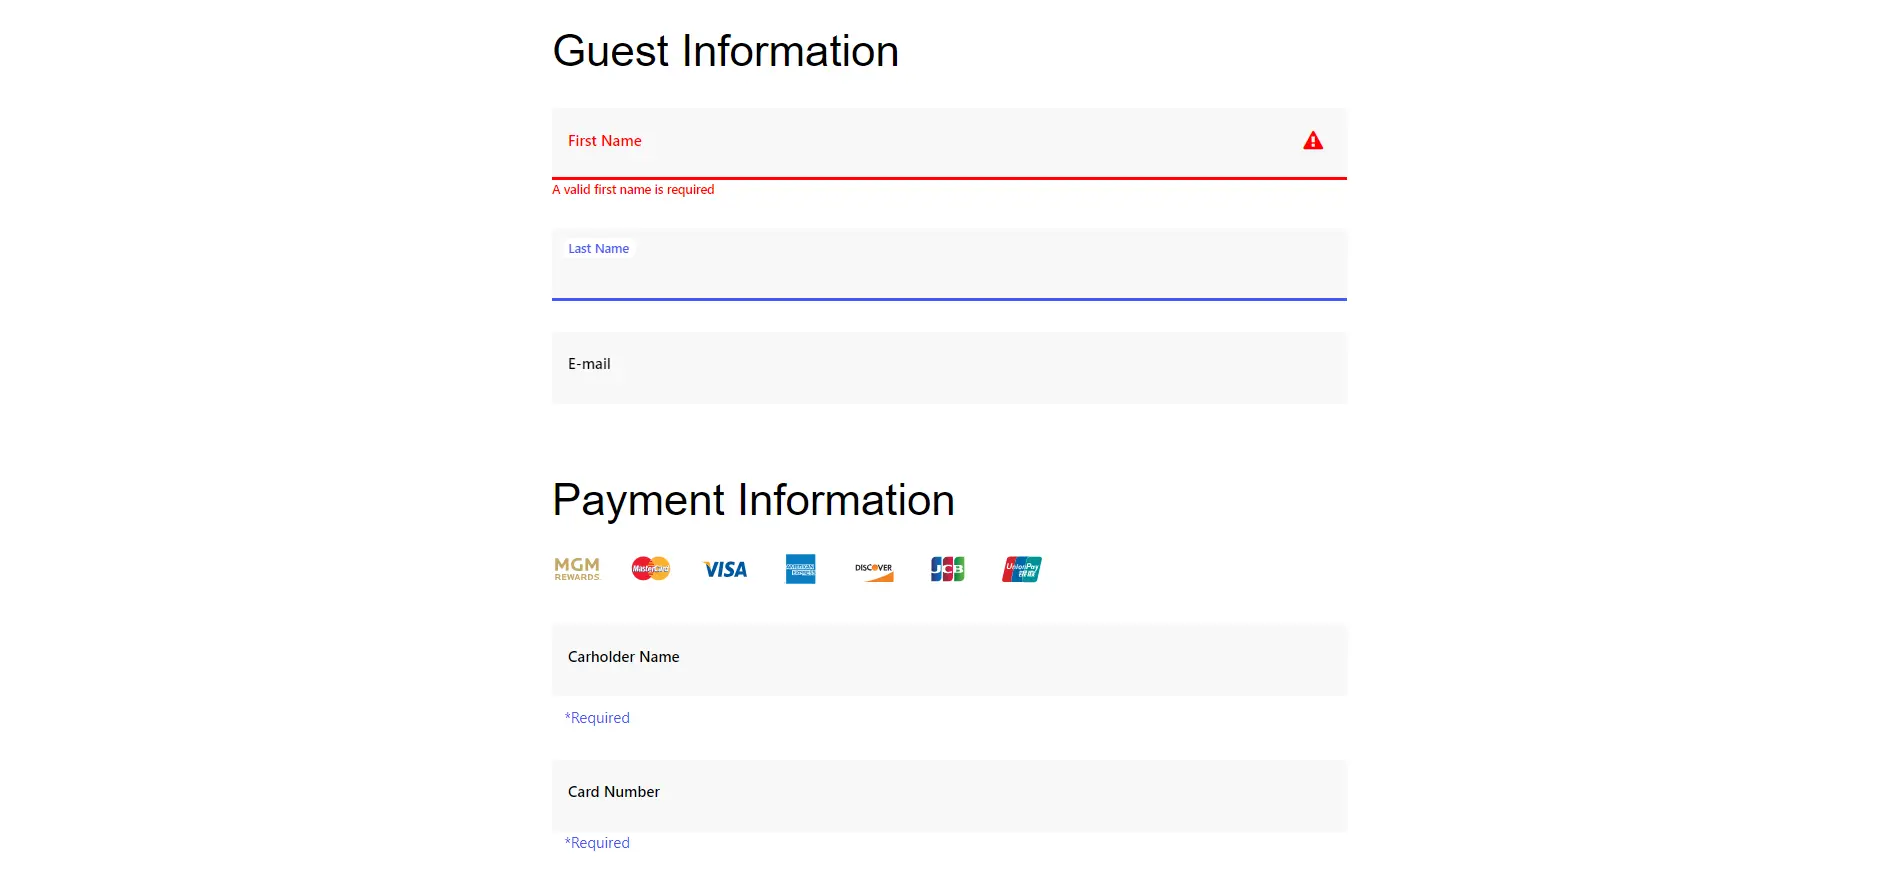 Guest Information
First Name
A valid first name is required
Last Name
E-mail
Payment Information
MGM REWARDS MasterCard VISA AMERICAN EXPRESS DISCOVER JCB UnionPay 银联
Carholder Name
*Required
Card Number
*Required